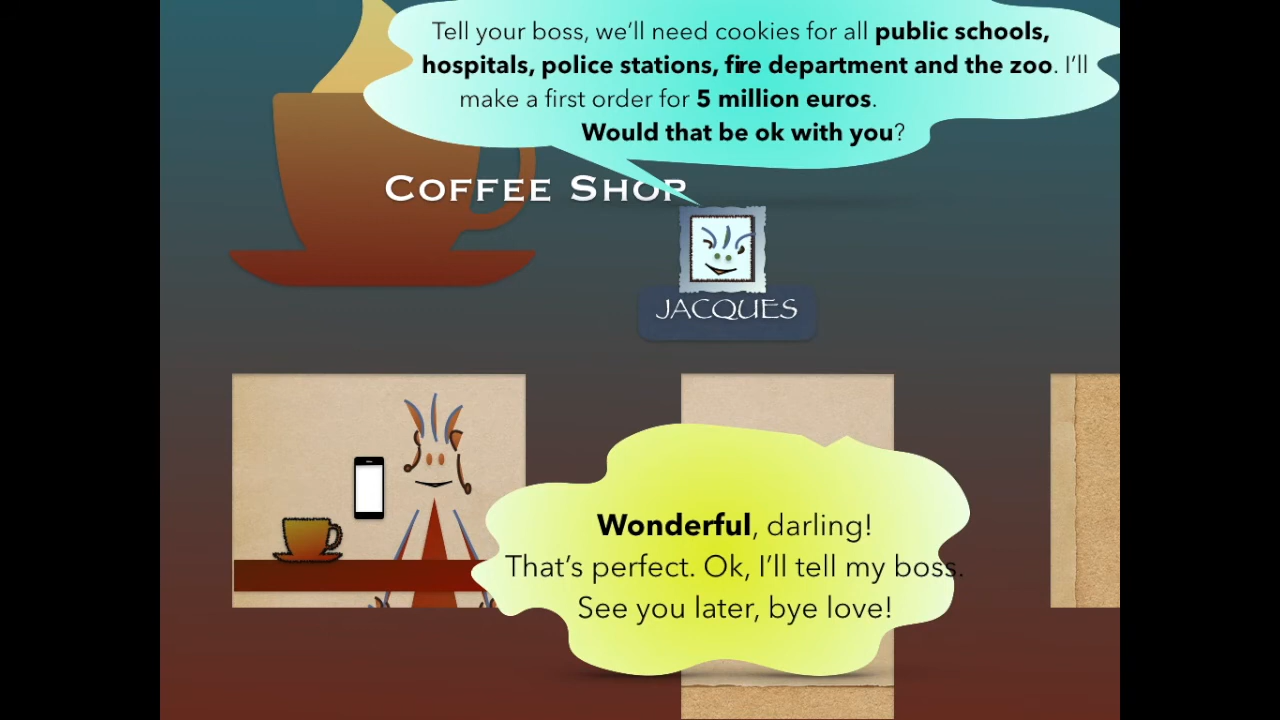 Tell your boss, we’ll need cookies for all public schools,
hospitals, police stations, fire department and the zoo. I’ll
make a first order for 5 million euros.
Would that be ok with you?
Coffee Shop
JACQUES
Wonderful, darling!
That’s perfect. Ok, I’ll tell my boss.
See you later, bye love!